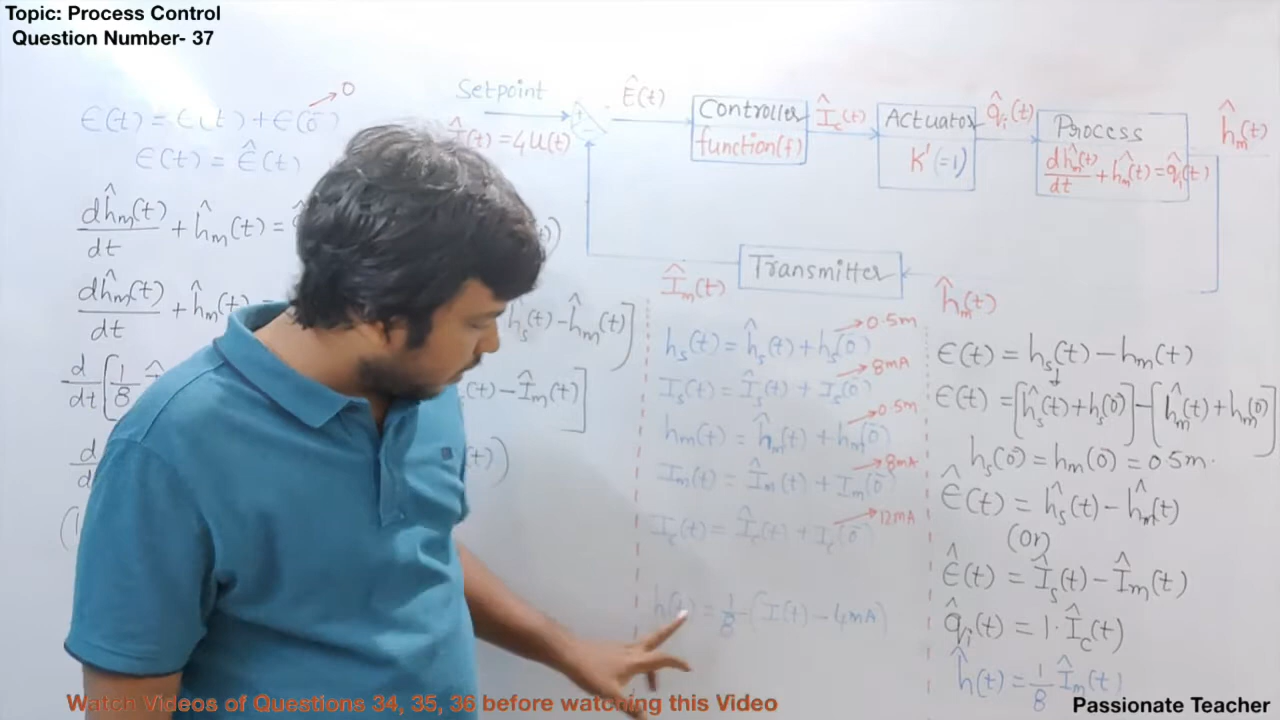 Topic: Process Control
Question Number- 37
ϵ(t) = ϵ̂(t) + ϵ(0̄) → 0
ϵ(t) = ϵ̂(t)
dĥm(t)/dt + ĥm(t) =
dĥm(t)/dt + ĥm(t)
ĥs(t) - ĥm(t)]
d/dt [1/8
(t) - Îm(t)]
d/d
(t))
Setpoint
(t) = 4u(t)
Ê(t)
Controller
function(f)
Îc(t)
Actuator
K'(=1)
q̂i(t)
Process
dĥm(t)/dt + ĥm(t) = q̂i(t)
ĥm(t)
Transmitter
Îm(t)
ĥm(t)
hs(t) = ĥs(t) + hs(0̄) → 0.5m
Is(t) = Îs(t) + Is(0̄) → 8mA
hm(t) = ĥm(t) + hm(0̄) → 0.5m
Im(t) = Îm(t) + Im(0̄) → 8mA
Ic(t) = Îc(t) + Ic(0̄) → 12mA
h(t) = 1/8 (I(t) - 4mA)
ϵ(t) = hs(t) - hm(t)
ϵ(t) = [ĥs(t) + hs(0̄)] - [ĥm(t) + hm(0̄)]
hs(0̄) = hm(0̄) = 0.5m.
ϵ̂(t) = ĥs(t) - ĥm(t)
(or)
ϵ̂(t) = Îs(t) - Îm(t)
q̂i(t) = 1·Îc(t)
ĥ(t) = 1/8 Îm(t)
Watch Videos of Questions 34, 35, 36 before watching this Video
Passionate Teacher